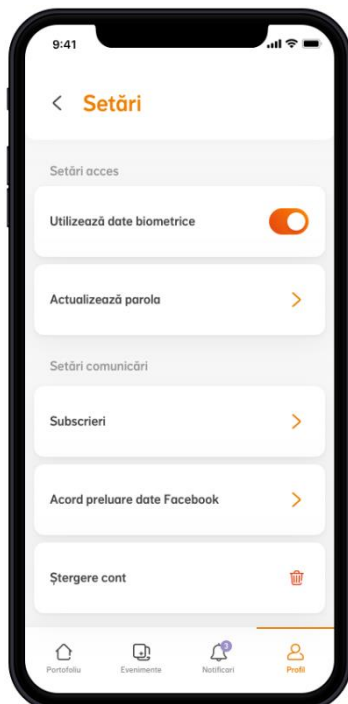 9:41
Setări
Setări acces
Utilizează date biometrice
Actualizează parola
Setări comunicări
Subscrieri
Acord preluare date Facebook
Ștergere cont
3
Portofoliu Evenimente Notificari Profil